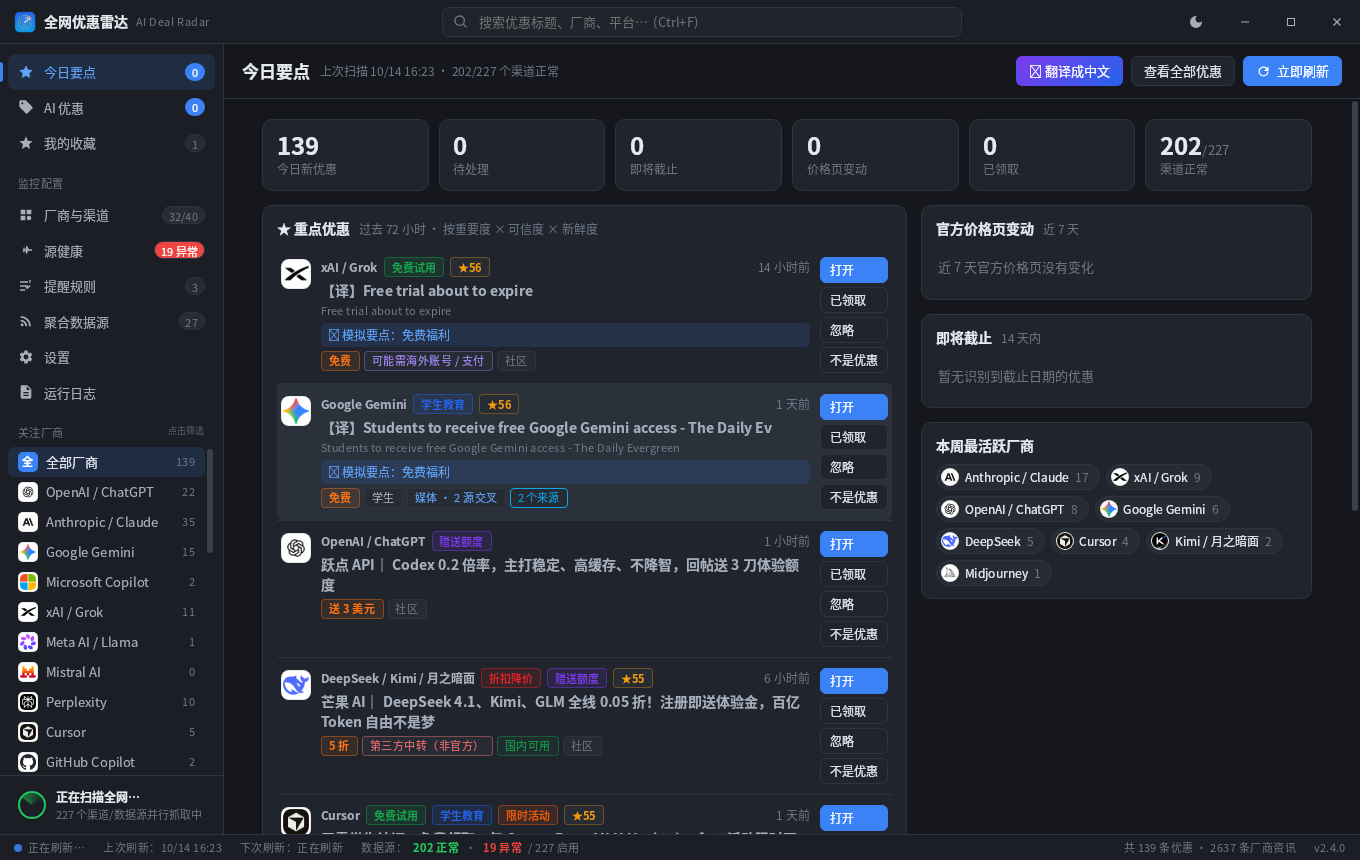 全网优惠雷达 AI Deal Radar
搜索优惠标题、厂商、平台… (Ctrl+F)
今日要点 0
AI 优惠 0
我的收藏 1
监控配置
厂商与渠道 32/40
源健康 19 异常
提醒规则 3
聚合数据源 27
设置
运行日志
关注厂商 点击筛选
全 全部厂商 139
OpenAI / ChatGPT 22
Anthropic / Claude 35
Google Gemini 15
Microsoft Copilot 2
xAI / Grok 11
Meta AI / Llama 1
Mistral AI 0
Perplexity 10
Cursor 5
GitHub Copilot 2
正在扫描全网…
227 个渠道/数据源并行抓取中
今日要点 上次扫描 10/14 16:23 · 202/227 个渠道正常
翻译成中文
查看全部优惠
立即刷新
139
今日新优惠
0
待处理
0
即将截止
0
价格页变动
0
已领取
202/227
渠道正常
★ 重点优惠 过去 72 小时 · 按重要度 × 可信度 × 新鲜度
xAI / Grok 免费试用 ★56 14 小时前
【译】Free trial about to expire
Free trial about to expire
模拟要点：免费福利
免费 可能需海外账号 / 支付 社区
打开
已领取
忽略
不是优惠
Google Gemini 学生教育 ★56 1 天前
【译】Students to receive free Google Gemini access - The Daily Ev
Students to receive free Google Gemini access - The Daily Evergreen
模拟要点：免费福利
免费 学生 媒体 · 2 源交叉 2 个来源
打开
已领取
忽略
不是优惠
OpenAI / ChatGPT 赠送额度 1 小时前
跃点 API｜ Codex 0.2 倍率，主打稳定、高缓存、不降智，回帖送 3 刀体验额
度
送 3 美元 社区
打开
已领取
忽略
不是优惠
DeepSeek / Kimi / 月之暗面 折扣降价 赠送额度 ★55 6 小时前
芒果 AI｜ DeepSeek 4.1、Kimi、GLM 全线 0.05 折！注册即送体验金，百亿
Token 自由不是梦
5 折 第三方中转（非官方） 国内可用 社区
打开
已领取
忽略
不是优惠
Cursor 免费试用 学生教育 限时活动 ★55 1 天前
打开
官方价格页变动 近 7 天
近 7 天官方价格页没有变化
即将截止 14 天内
暂无识别到截止日期的优惠
本周最活跃厂商
Anthropic / Claude 17 xAI / Grok 9
OpenAI / ChatGPT 8 Google Gemini 6
DeepSeek 5 Cursor 4 Kimi / 月之暗面 2
Midjourney 1
正在刷新… 上次刷新：10/14 16:23 下次刷新：正在刷新 数据源： 202 正常 · 19 异常 / 227 启用
共 139 条优惠 · 2637 条厂商资讯 v2.4.0